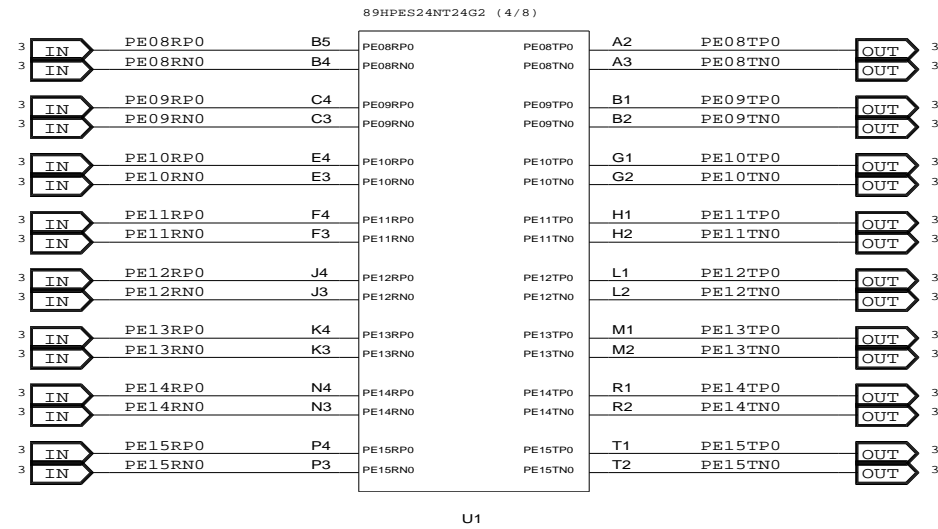 89HPES24NT24G2 (4/8)
3 IN PE08RP0 B5 PE08RP0 PE08TP0 A2 PE08TP0 OUT 3
3 IN PE08RN0 B4 PE08RN0 PE08TN0 A3 PE08TN0 OUT 3
3 IN PE09RP0 C4 PE09RP0 PE09TP0 B1 PE09TP0 OUT 3
3 IN PE09RN0 C3 PE09RN0 PE09TN0 B2 PE09TN0 OUT 3
3 IN PE10RP0 E4 PE10RP0 PE10TP0 G1 PE10TP0 OUT 3
3 IN PE10RN0 E3 PE10RN0 PE10TN0 G2 PE10TN0 OUT 3
3 IN PE11RP0 F4 PE11RP0 PE11TP0 H1 PE11TP0 OUT 3
3 IN PE11RN0 F3 PE11RN0 PE11TN0 H2 PE11TN0 OUT 3
3 IN PE12RP0 J4 PE12RP0 PE12TP0 L1 PE12TP0 OUT 3
3 IN PE12RN0 J3 PE12RN0 PE12TN0 L2 PE12TN0 OUT 3
3 IN PE13RP0 K4 PE13RP0 PE13TP0 M1 PE13TP0 OUT 3
3 IN PE13RN0 K3 PE13RN0 PE13TN0 M2 PE13TN0 OUT 3
3 IN PE14RP0 N4 PE14RP0 PE14TP0 R1 PE14TP0 OUT 3
3 IN PE14RN0 N3 PE14RN0 PE14TN0 R2 PE14TN0 OUT 3
3 IN PE15RP0 P4 PE15RP0 PE15TP0 T1 PE15TP0 OUT 3
3 IN PE15RN0 P3 PE15RN0 PE15TN0 T2 PE15TN0 OUT 3
U1